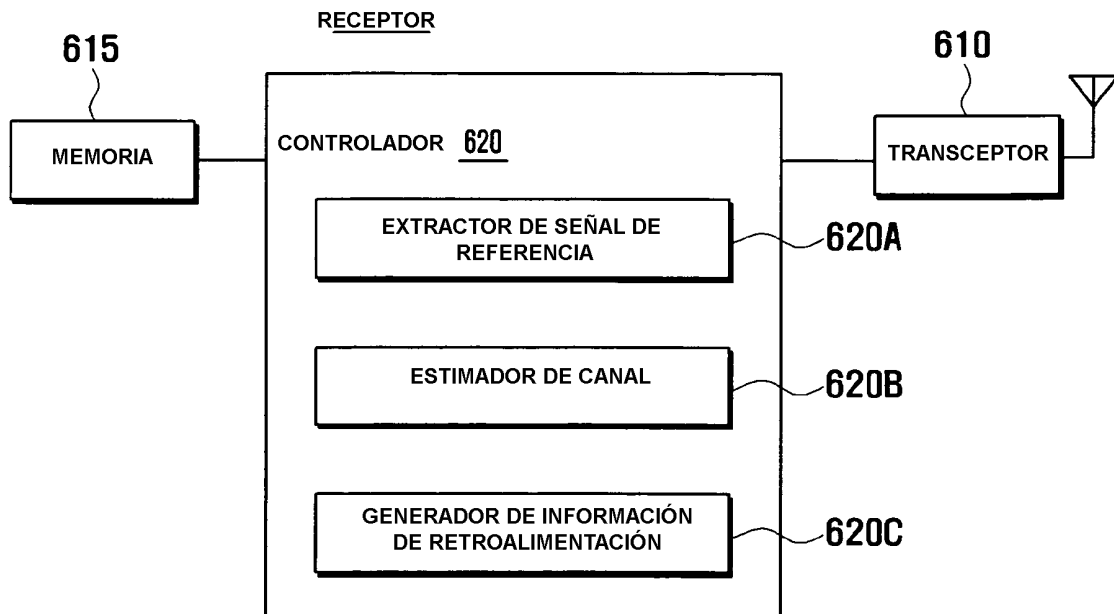 RECEPTOR
615
610
MEMORIA
CONTROLADOR 620
TRANSCEPTOR
EXTRACTOR DE SEÑAL DE
REFERENCIA
620A
ESTIMADOR DE CANAL
620B
GENERADOR DE INFORMACIÓN
DE RETROALIMENTACIÓN
620C